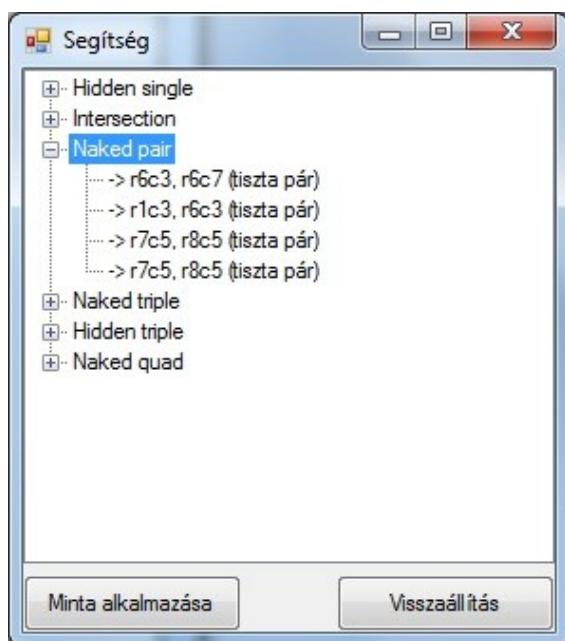 Segítség
Hidden single
Intersection
Naked pair
-> r6c3, r6c7 (tiszta pár)
-> r1c3, r6c3 (tiszta pár)
-> r7c5, r8c5 (tiszta pár)
-> r7c5, r8c5 (tiszta pár)
Naked triple
Hidden triple
Naked quad
Minta alkalmazása Visszaállítás